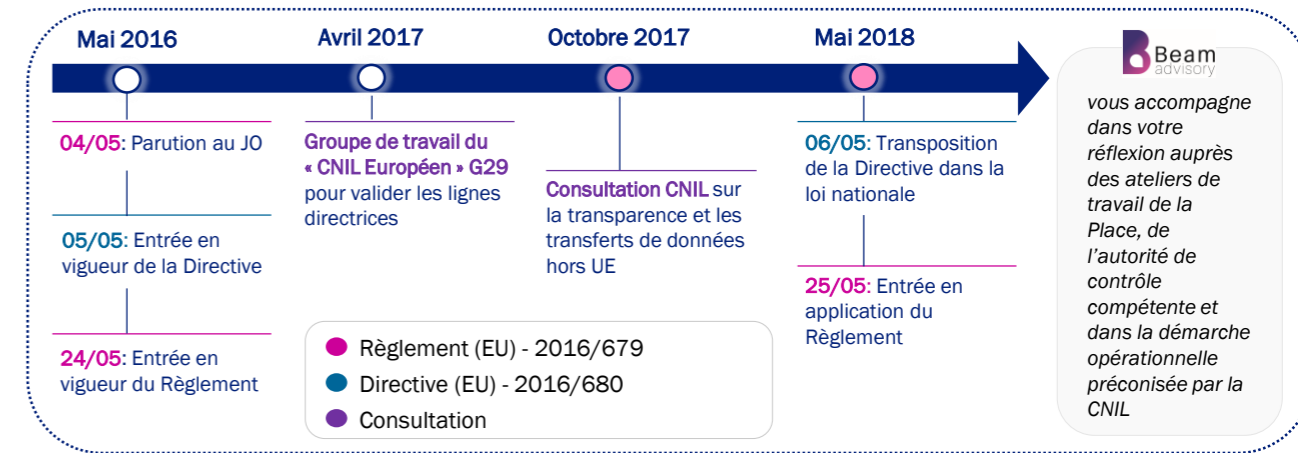 Mai 2016
Avril 2017
Octobre 2017
Mai 2018
04/05: Parution au JO
05/05: Entrée en
vigueur de la Directive
24/05: Entrée en
vigueur du Règlement
Groupe de travail du
« CNIL Européen » G29
pour valider les lignes
directrices
Consultation CNIL sur
la transparence et les
transferts de données
hors UE
06/05: Transposition
de la Directive dans la
loi nationale
25/05: Entrée en
application du
Règlement
Règlement (EU) - 2016/679
Directive (EU) - 2016/680
Consultation
Beam
advisory
vous accompagne
dans votre
réflexion auprès
des ateliers de
travail de la
Place, de
l'autorité de
contrôle
compétente et
dans la démarche
opérationnelle
préconisée par la
CNIL